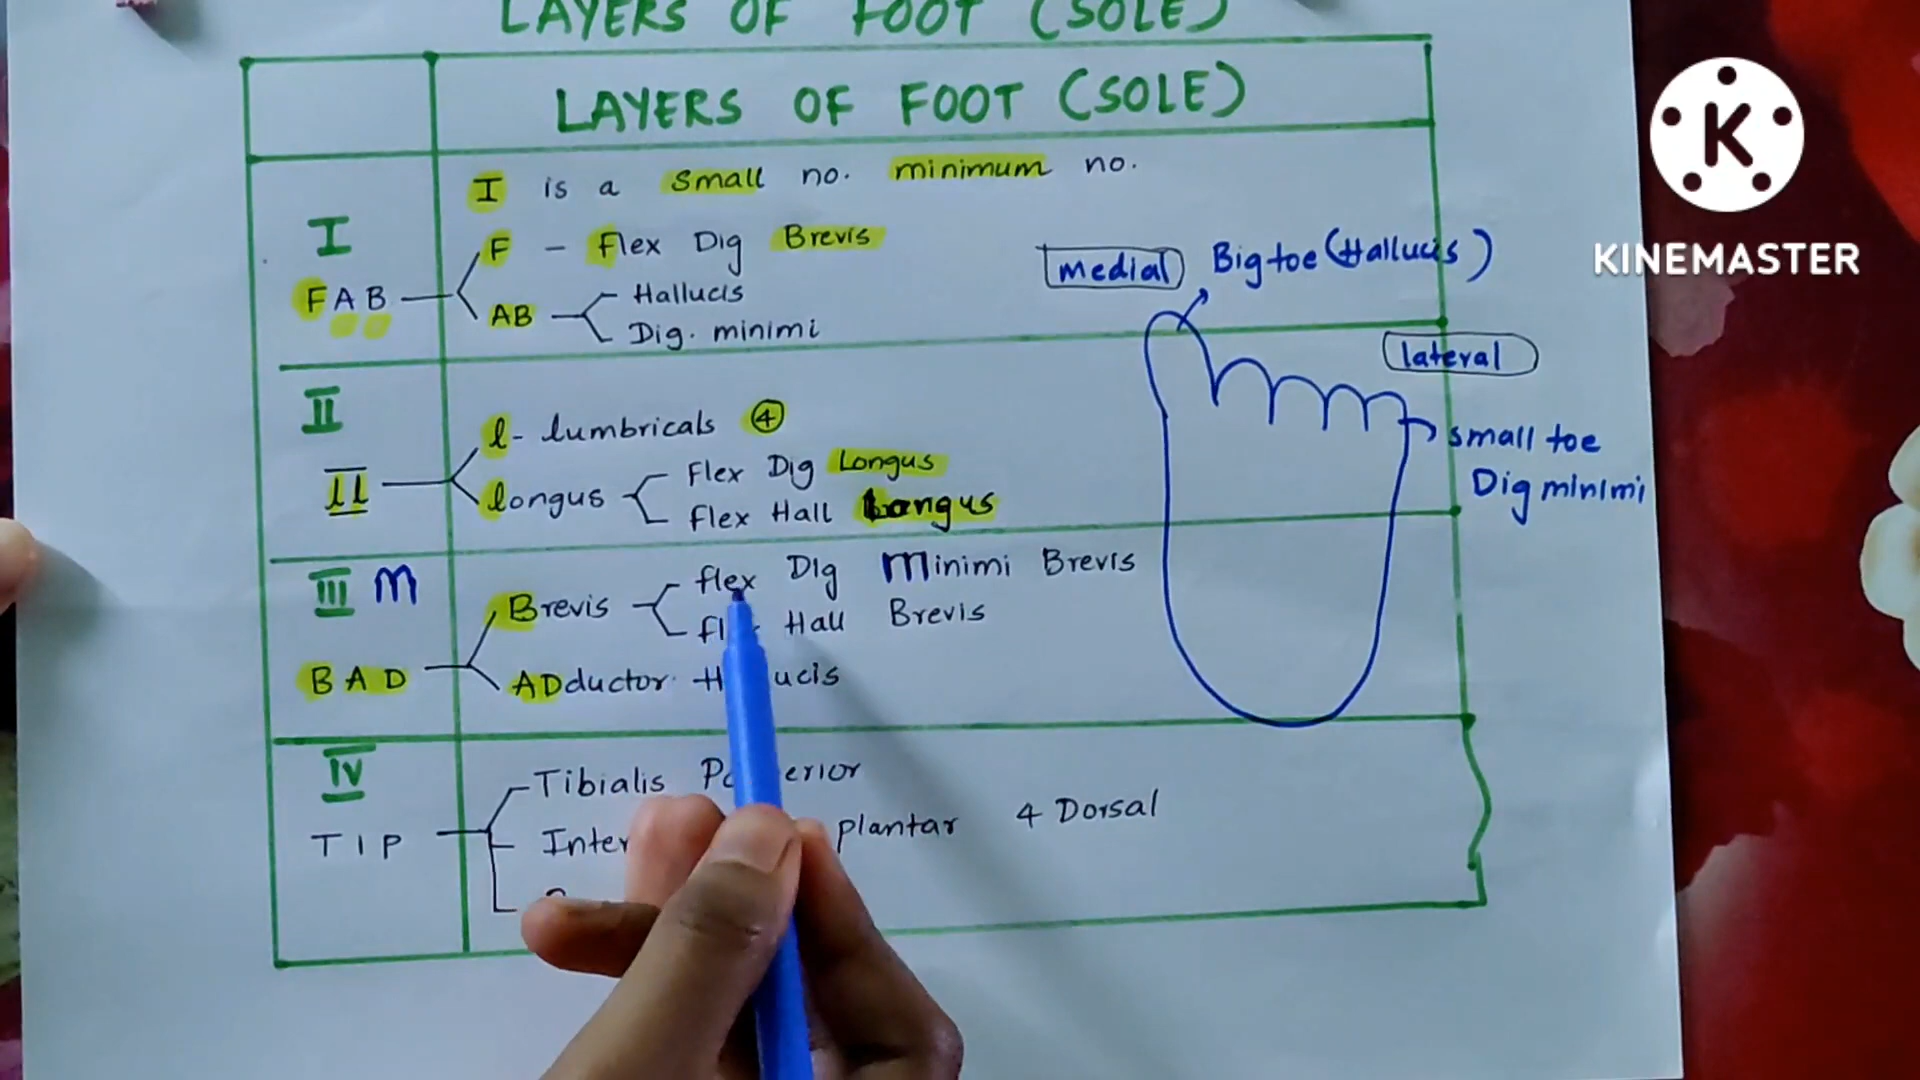 LAYERS OF FOOT (SOLE)
LAYERS OF FOOT (SOLE)
I is a small no. minimum no.
I
FAB
F - Flex Dig Brevis
AB
Hallucis
Dig. minimi
medial
Big toe (Hallucis)
lateral
small toe
Dig minimi
II
ll
l - lumbricals 4
longus
Flex Dig Longus
Flex Hall Longus
III m
BAD
Brevis
flex Dig Minimi Brevis
Hall Brevis
ADductor
IV
TIP
Tibialis
plantar 4 Dorsal
K
KINEMASTER